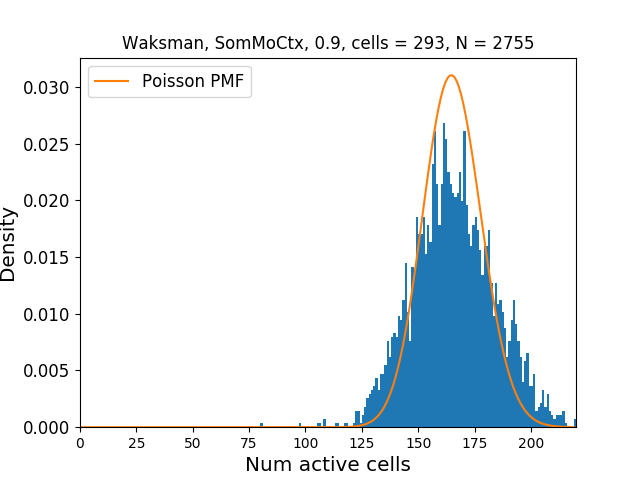 Waksman, SomMoCtx, 0.9, cells = 293, N = 2755
Poisson PMF
0.030
0.025
0.020
0.015
0.010
0.005
0.000
Density
0 25 50 75 100 125 150 175 200
Num active cells